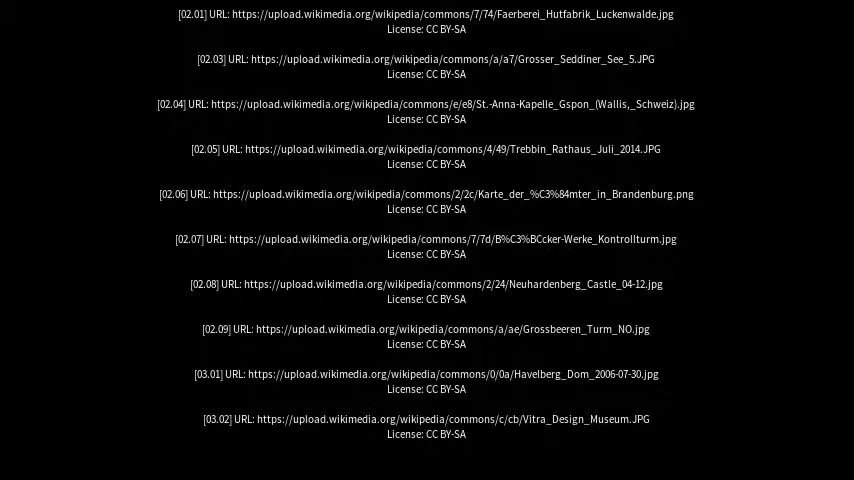 [02.01] URL: https://upload.wikimedia.org/wikipedia/commons/7/74/Faerberei_Hutfabrik_Luckenwalde.jpg
License: CC BY-SA
[02.03] URL: https://upload.wikimedia.org/wikipedia/commons/a/a7/Grosser_Seddiner_See_5.JPG
License: CC BY-SA
[02.04] URL: https://upload.wikimedia.org/wikipedia/commons/e/e8/St.-Anna-Kapelle_Gspon_(Wallis,_Schweiz).jpg
License: CC BY-SA
[02.05] URL: https://upload.wikimedia.org/wikipedia/commons/4/49/Trebbin_Rathaus_Juli_2014.JPG
License: CC BY-SA
[02.06] URL: https://upload.wikimedia.org/wikipedia/commons/2/2c/Karte_der_%C3%84mter_in_Brandenburg.png
License: CC BY-SA
[02.07] URL: https://upload.wikimedia.org/wikipedia/commons/7/7d/B%C3%BCcker-Werke_Kontrollturm.jpg
License: CC BY-SA
[02.08] URL: https://upload.wikimedia.org/wikipedia/commons/2/24/Neuhardenberg_Castle_04-12.jpg
License: CC BY-SA
[02.09] URL: https://upload.wikimedia.org/wikipedia/commons/a/ae/Grossbeeren_Turm_NO.jpg
License: CC BY-SA
[03.01] URL: https://upload.wikimedia.org/wikipedia/commons/0/0a/Havelberg_Dom_2006-07-30.jpg
License: CC BY-SA
[03.02] URL: https://upload.wikimedia.org/wikipedia/commons/c/cb/Vitra_Design_Museum.JPG
License: CC BY-SA